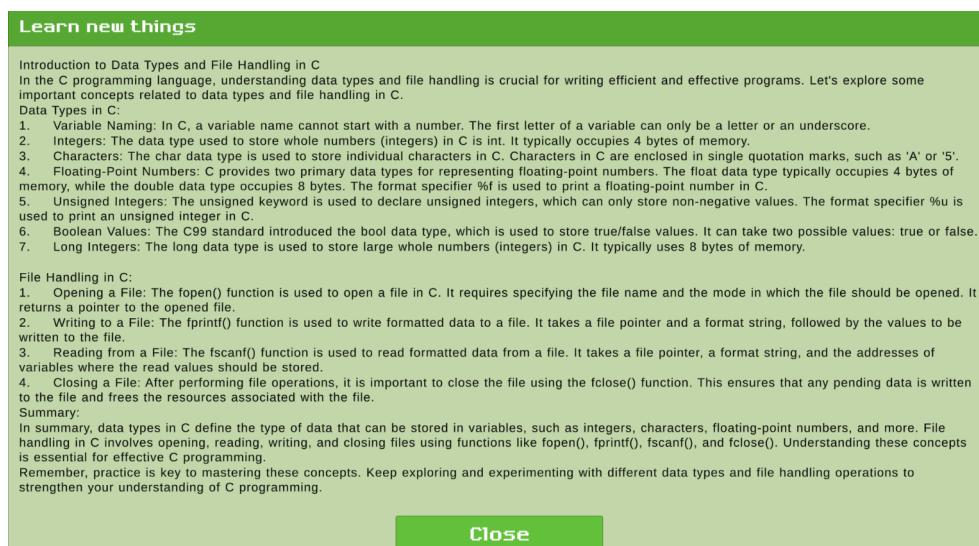 Learn new things
Introduction to Data Types and File Handling in C
In the C programming language, understanding data types and file handling is crucial for writing efficient and effective programs. Let's explore some
important concepts related to data types and file handling in C.
Data Types in C:
1. Variable Naming: In C, a variable name cannot start with a number. The first letter of a variable can only be a letter or an underscore.
2. Integers: The data type used to store whole numbers (integers) in C is int. It typically occupies 4 bytes of memory.
3. Characters: The char data type is used to store individual characters in C. Characters in C are enclosed in single quotation marks, such as 'A' or '5'.
4. Floating-Point Numbers: C provides two primary data types for representing floating-point numbers. The float data type typically occupies 4 bytes of
memory, while the double data type occupies 8 bytes. The format specifier %f is used to print a floating-point number in C.
5. Unsigned Integers: The unsigned keyword is used to declare unsigned integers, which can only store non-negative values. The format specifier %u is
used to print an unsigned integer in C.
6. Boolean Values: The C99 standard introduced the bool data type, which is used to store true/false values. It can take two possible values: true or false.
7. Long Integers: The long data type is used to store large whole numbers (integers) in C. It typically uses 8 bytes of memory.
File Handling in C:
1. Opening a File: The fopen() function is used to open a file in C. It requires specifying the file name and the mode in which the file should be opened. It
returns a pointer to the opened file.
2. Writing to a File: The fprintf() function is used to write formatted data to a file. It takes a file pointer and a format string, followed by the values to be
written to the file.
3. Reading from a File: The fscanf() function is used to read formatted data from a file. It takes a file pointer, a format string, and the addresses of
variables where the read values should be stored.
4. Closing a File: After performing file operations, it is important to close the file using the fclose() function. This ensures that any pending data is written
to the file and frees the resources associated with the file.
Summary:
In summary, data types in C define the type of data that can be stored in variables, such as integers, characters, floating-point numbers, and more. File
handling in C involves opening, reading, writing, and closing files using functions like fopen(), fprintf(), fscanf(), and fclose(). Understanding these concepts
is essential for effective C programming.
Remember, practice is key to mastering these concepts. Keep exploring and experimenting with different data types and file handling operations to
strengthen your understanding of C programming.
Close